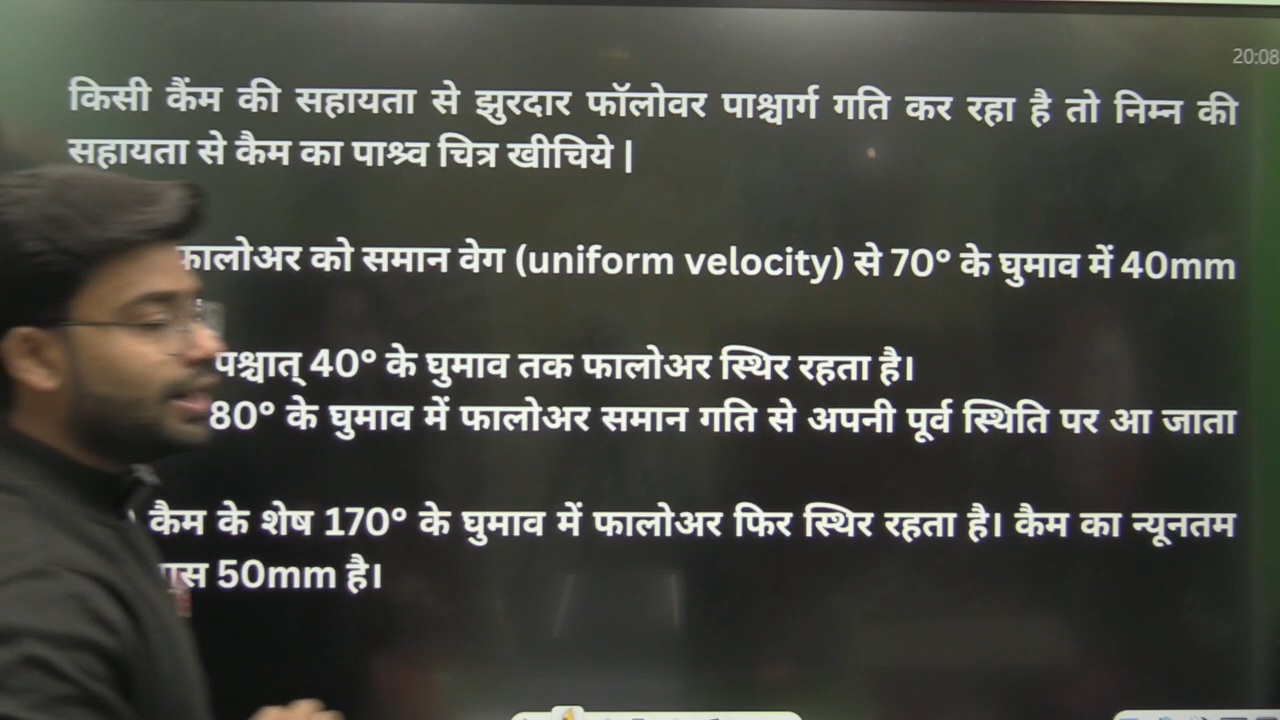 20:08
किसी कैंम की सहायता से झुरदार फॉलोवर पाश्चार्ग गति कर रहा है तो निम्न की
सहायता से कैम का पाश्र्व चित्र खीचिये |
फालोअर को समान वेग (uniform velocity) से 70° के घुमाव में 40mm
पश्चात् 40° के घुमाव तक फालोअर स्थिर रहता है।
80° के घुमाव में फालोअर समान गति से अपनी पूर्व स्थिति पर आ जाता
कैम के शेष 170° के घुमाव में फालोअर फिर स्थिर रहता है। कैम का न्यूनतम
50mm है।